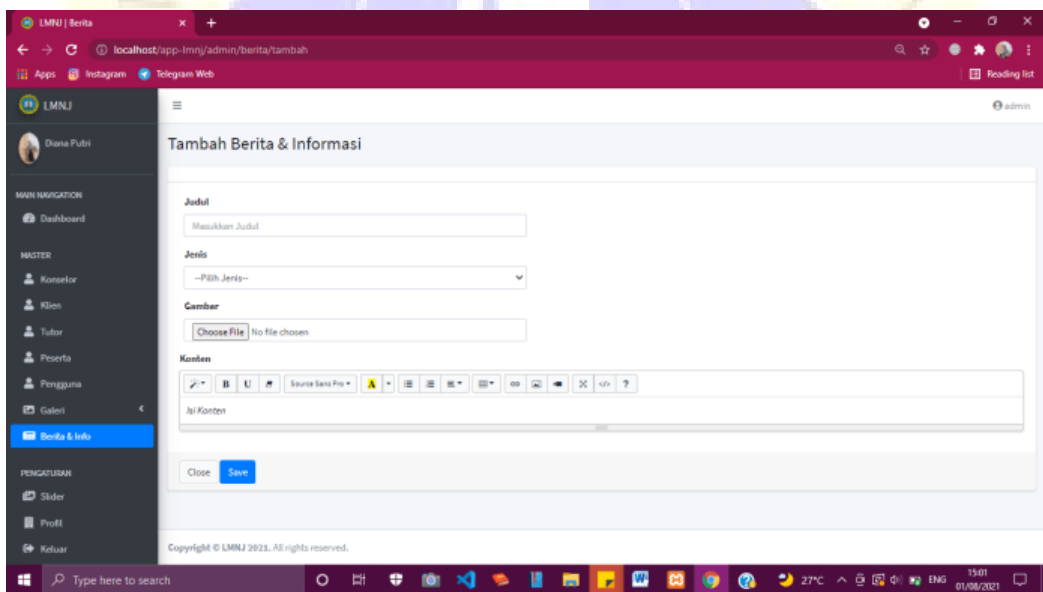 LMNJ | Berita
localhost/app-lmnj/admin/berita/tambah
Apps Instagram Telegram Web Reading list
LMNJ admin
Diana Putri
Tambah Berita & Informasi
MAIN NAVIGATION
Dashboard
MASTER
Konselor
Klien
Tutor
Peserta
Pengguna
Galeri
Berita & Info
PENGATURAN
Slider
Profil
Keluar
Judul
Masukkan Judul
Jenis
--Pilih Jenis--
Gambar
Choose File No file chosen
Konten
B U Source Sans Pro A </> ?
Isi Konten
Close Save
Copyright © LMNJ 2021. All rights reserved.
Type here to search 27°C ENG 15:01
01/08/2021